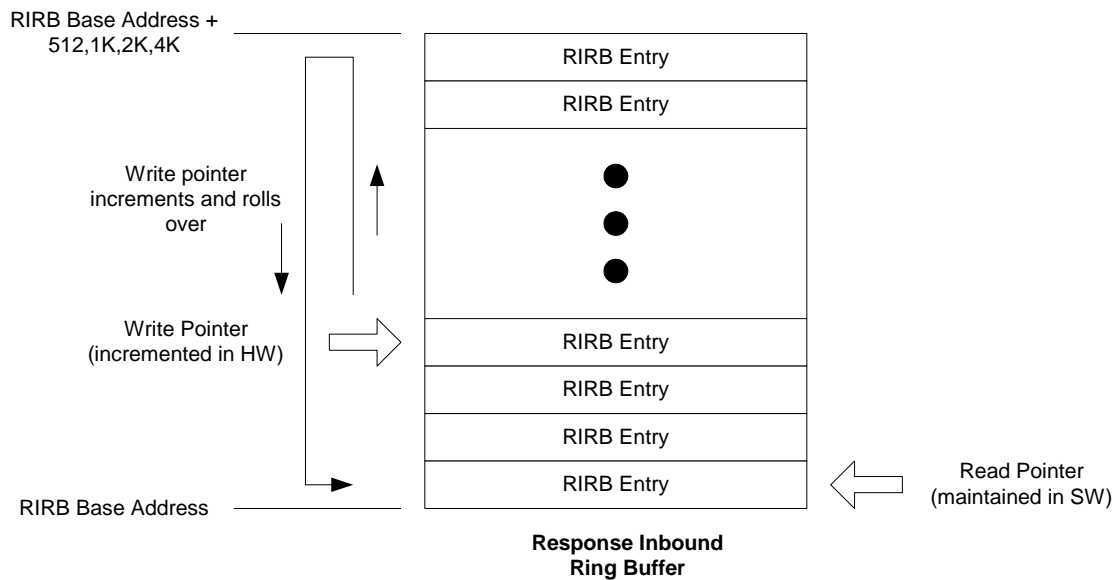 RIRB Base Address +
512,1K,2K,4K
RIRB Entry
RIRB Entry
Write pointer
increments and rolls
over
Write Pointer
(incremented in HW)
RIRB Entry
RIRB Entry
RIRB Entry
RIRB Entry
Read Pointer
(maintained in SW)
RIRB Base Address
Response Inbound
Ring Buffer